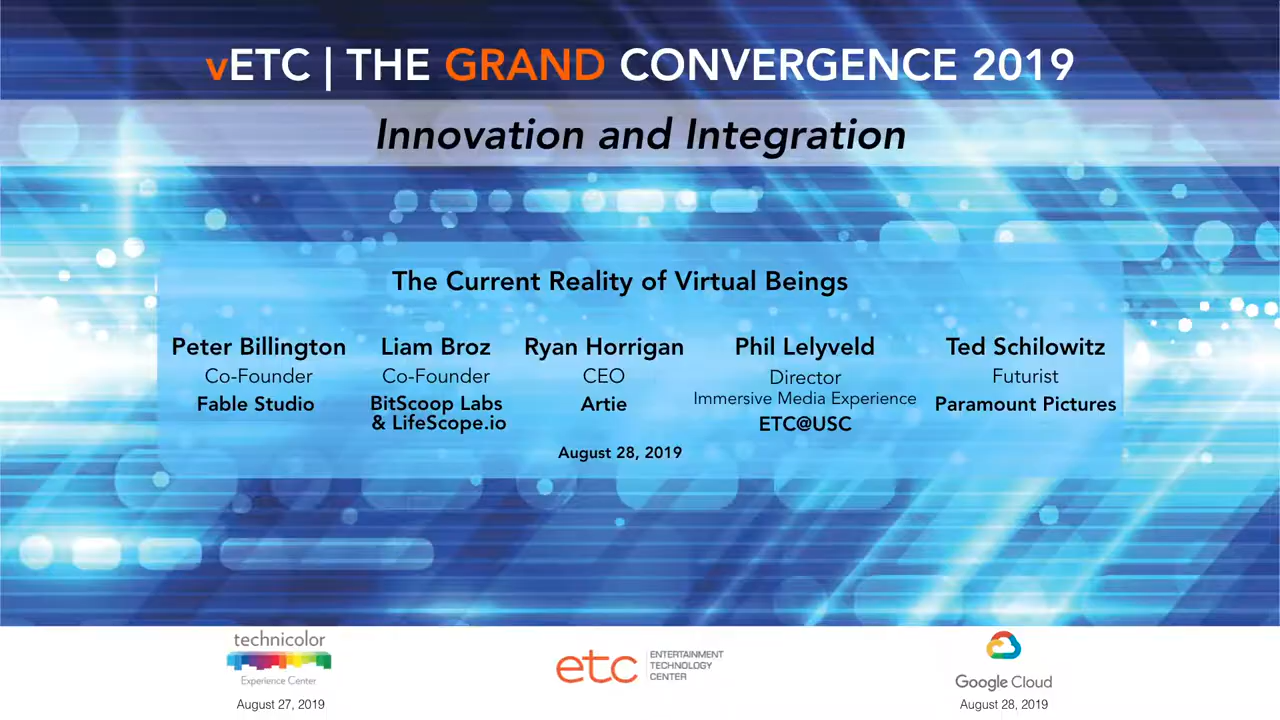 vETC | THE GRAND CONVERGENCE 2019
Innovation and Integration
The Current Reality of Virtual Beings
Peter Billington
Co-Founder
Fable Studio
Liam Broz
Co-Founder
BitScoop Labs
& LifeScope.io
Ryan Horrigan
CEO
Artie
Phil Lelyveld
Director
Immersive Media Experience
ETC@USC
Ted Schilowitz
Futurist
Paramount Pictures
August 28, 2019
technicolor
Experience Center
August 27, 2019
etc
ENTERTAINMENT
TECHNOLOGY
CENTER
Google Cloud
August 28, 2019